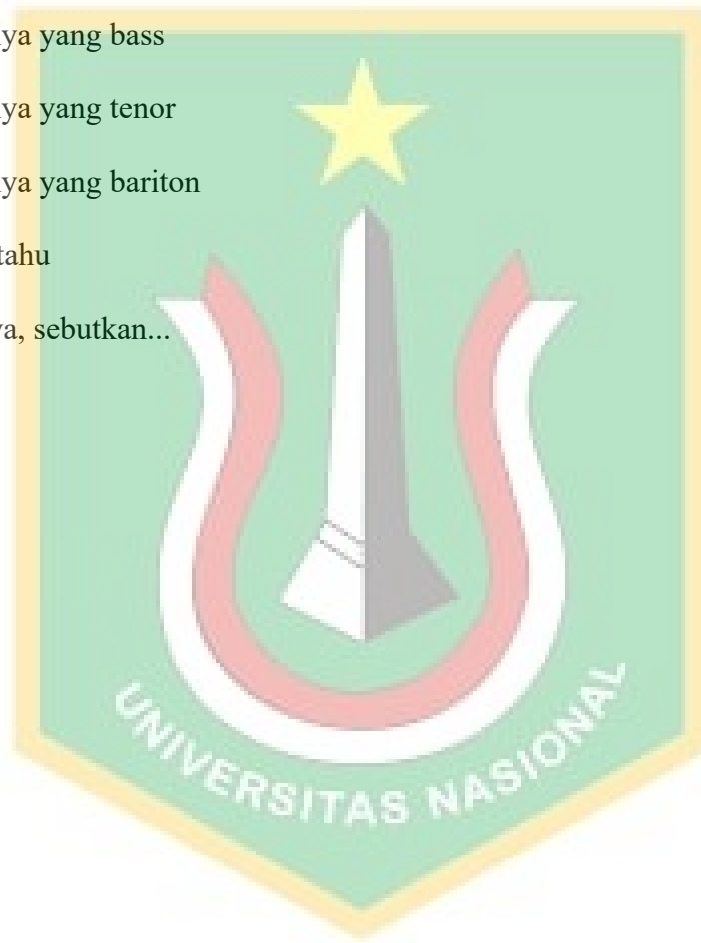 ya yang bass
ya yang tenor
ya yang bariton
tahu
a, sebutkan...
UNIVERSITAS NASIONAL